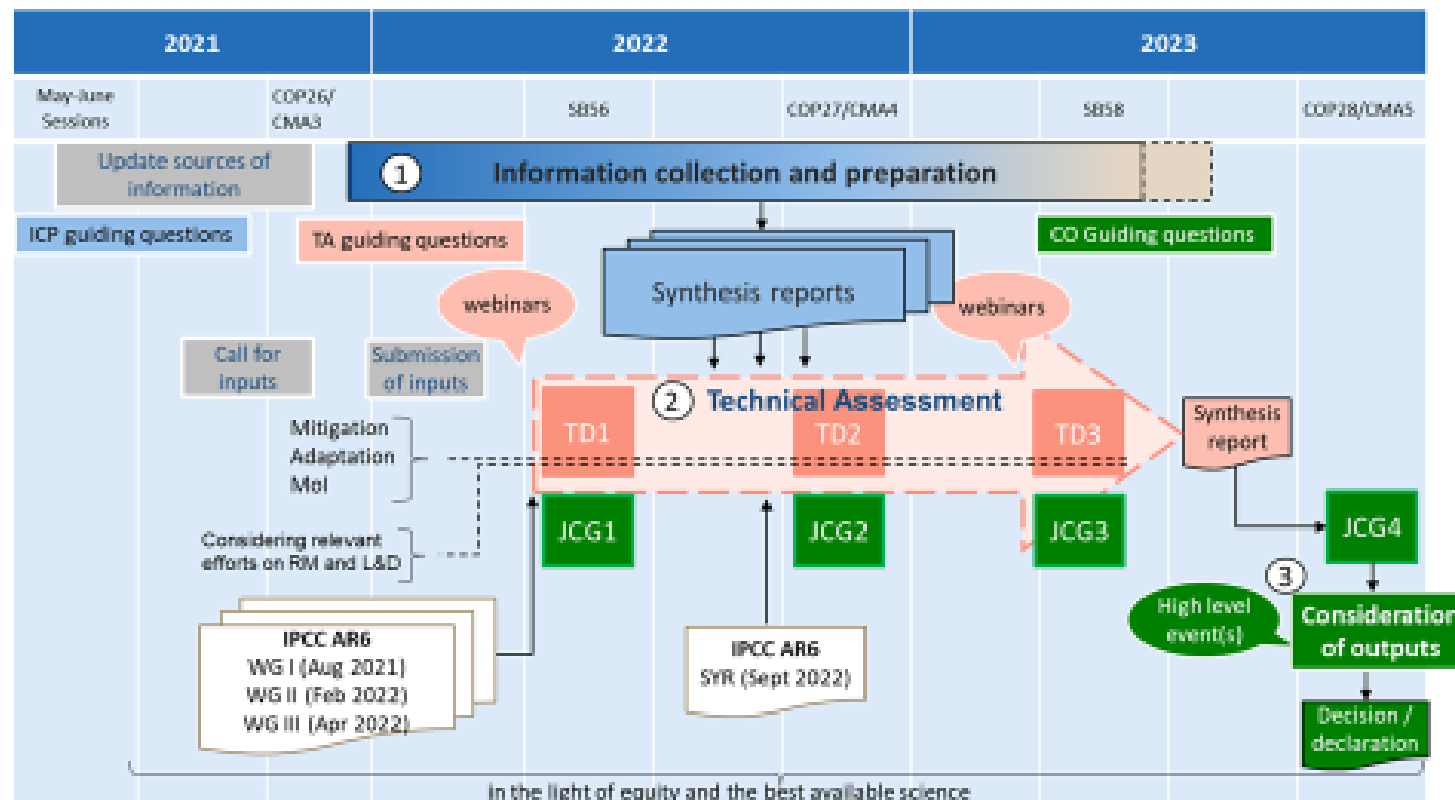 2021
2022
2023
May-June
Sessions
COP26/
CMA3
SB56
COP27/CMA4
SB58
COP28/CMA5
Update sources of
information
1
Information collection and preparation
ICP guiding questions
TA guiding questions
CO Guiding questions
webinars
Synthesis reports
webinars
Call for
inputs
Submission
of inputs
2
Technical Assessment
Mitigation
Adaptation
MoI
TD1
TD2
TD3
Synthesis
report
Considering relevant
efforts on RM and L&D
JCG1
JCG2
JCG3
JCG4
3
High level
event(s)
Consideration
of outputs
IPCC AR6
WG I (Aug 2021)
WG II (Feb 2022)
WG III (Apr 2022)
IPCC AR6
SYR (Sept 2022)
Decision /
declaration
in the light of equity and the best available science